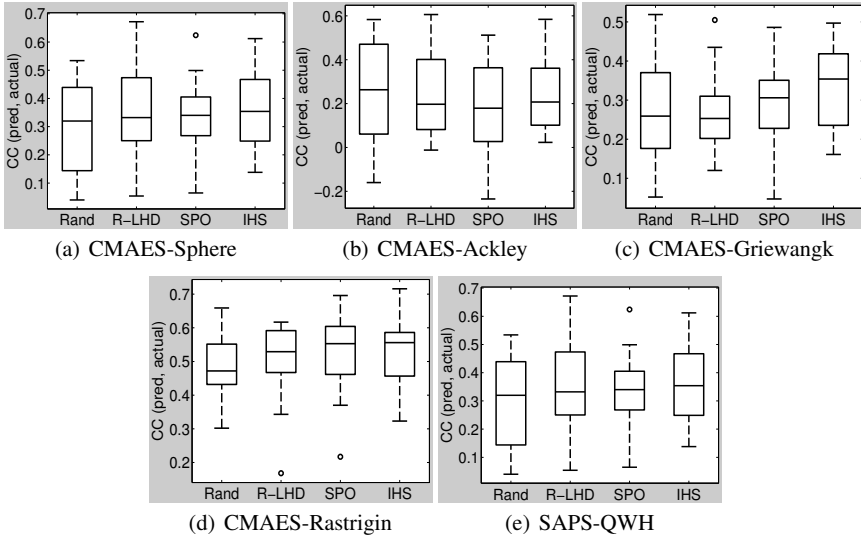 CC (pred, actual)
0.7
0.6
0.5
0.4
0.3
0.2
0.1
Rand R−LHD SPO IHS
(a) CMAES-Sphere
CC (pred, actual)
0.6
0.4
0.2
0
−0.2
Rand R−LHD SPO IHS
(b) CMAES-Ackley
CC (pred, actual)
0.5
0.4
0.3
0.2
0.1
Rand R−LHD SPO IHS
(c) CMAES-Griewangk
CC (pred, actual)
0.7
0.6
0.5
0.4
0.3
0.2
Rand R−LHD SPO IHS
(d) CMAES-Rastrigin
CC (pred, actual)
0.7
0.6
0.5
0.4
0.3
0.2
0.1
Rand R−LHD SPO IHS
(e) SAPS-QWH